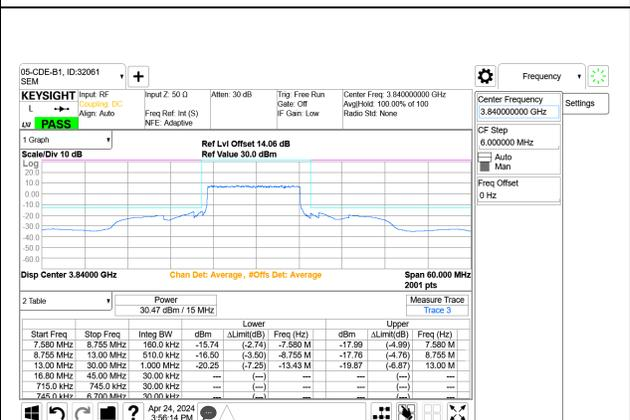 05-CDE-B1, ID:32061
SEM
Frequency
KEYSIGHT
Input: RF
Coupling: DC
Align: Auto
Input Z: 50 Ω
Freq Ref: Int (S)
NFE: Adaptive
Atten: 30 dB
Trig: Free Run
Gate: Off
IF Gain: Low
Center Freq: 3.840000000 GHz
Avg|Hold: 100.00% of 100
Radio Std: None
L
LXI PASS
Center Frequency
3.840000000 GHz
Settings
CF Step
6.000000 MHz
Auto
Man
Freq Offset
0 Hz
1 Graph
Scale/Div 10 dB
Ref Lvl Offset 14.06 dB
Ref Value 30.0 dBm
Log
20.0
10.0
0.00
-10.0
-20.0
-30.0
-40.0
-50.0
-60.0
Disp Center 3.84000 GHz
Chan Det: Average , #Offs Det: Average
Span 60.000 MHz
2001 pts
2 Table
Power
30.47 dBm / 15 MHz
Measure Trace
Trace 3
Lower Upper
Start Freq Stop Freq Integ BW dBm ΔLimit(dB) Freq (Hz) dBm ΔLimit(dB) Freq (Hz)
7.580 MHz 8.755 MHz 160.0 kHz -15.74 (-2.74) -7.580 M -17.99 (-4.99) 7.580 M
8.755 MHz 13.00 MHz 510.0 kHz -16.50 (-3.50) -8.755 M -17.76 (-4.76) 8.755 M
13.00 MHz 30.00 MHz 1.000 MHz -20.25 (-7.25) -13.43 M -19.87 (-6.87) 13.00 M
16.80 MHz 45.00 MHz 30.00 kHz --- (---) --- --- (---) ---
715.0 kHz 745.0 kHz 30.00 kHz --- (---) --- --- (---) ---
745.0 kHz 6.700 MHz 30.00 kHz --- (---) --- --- (---) ---
Apr 24, 2024
3:56:14 PM